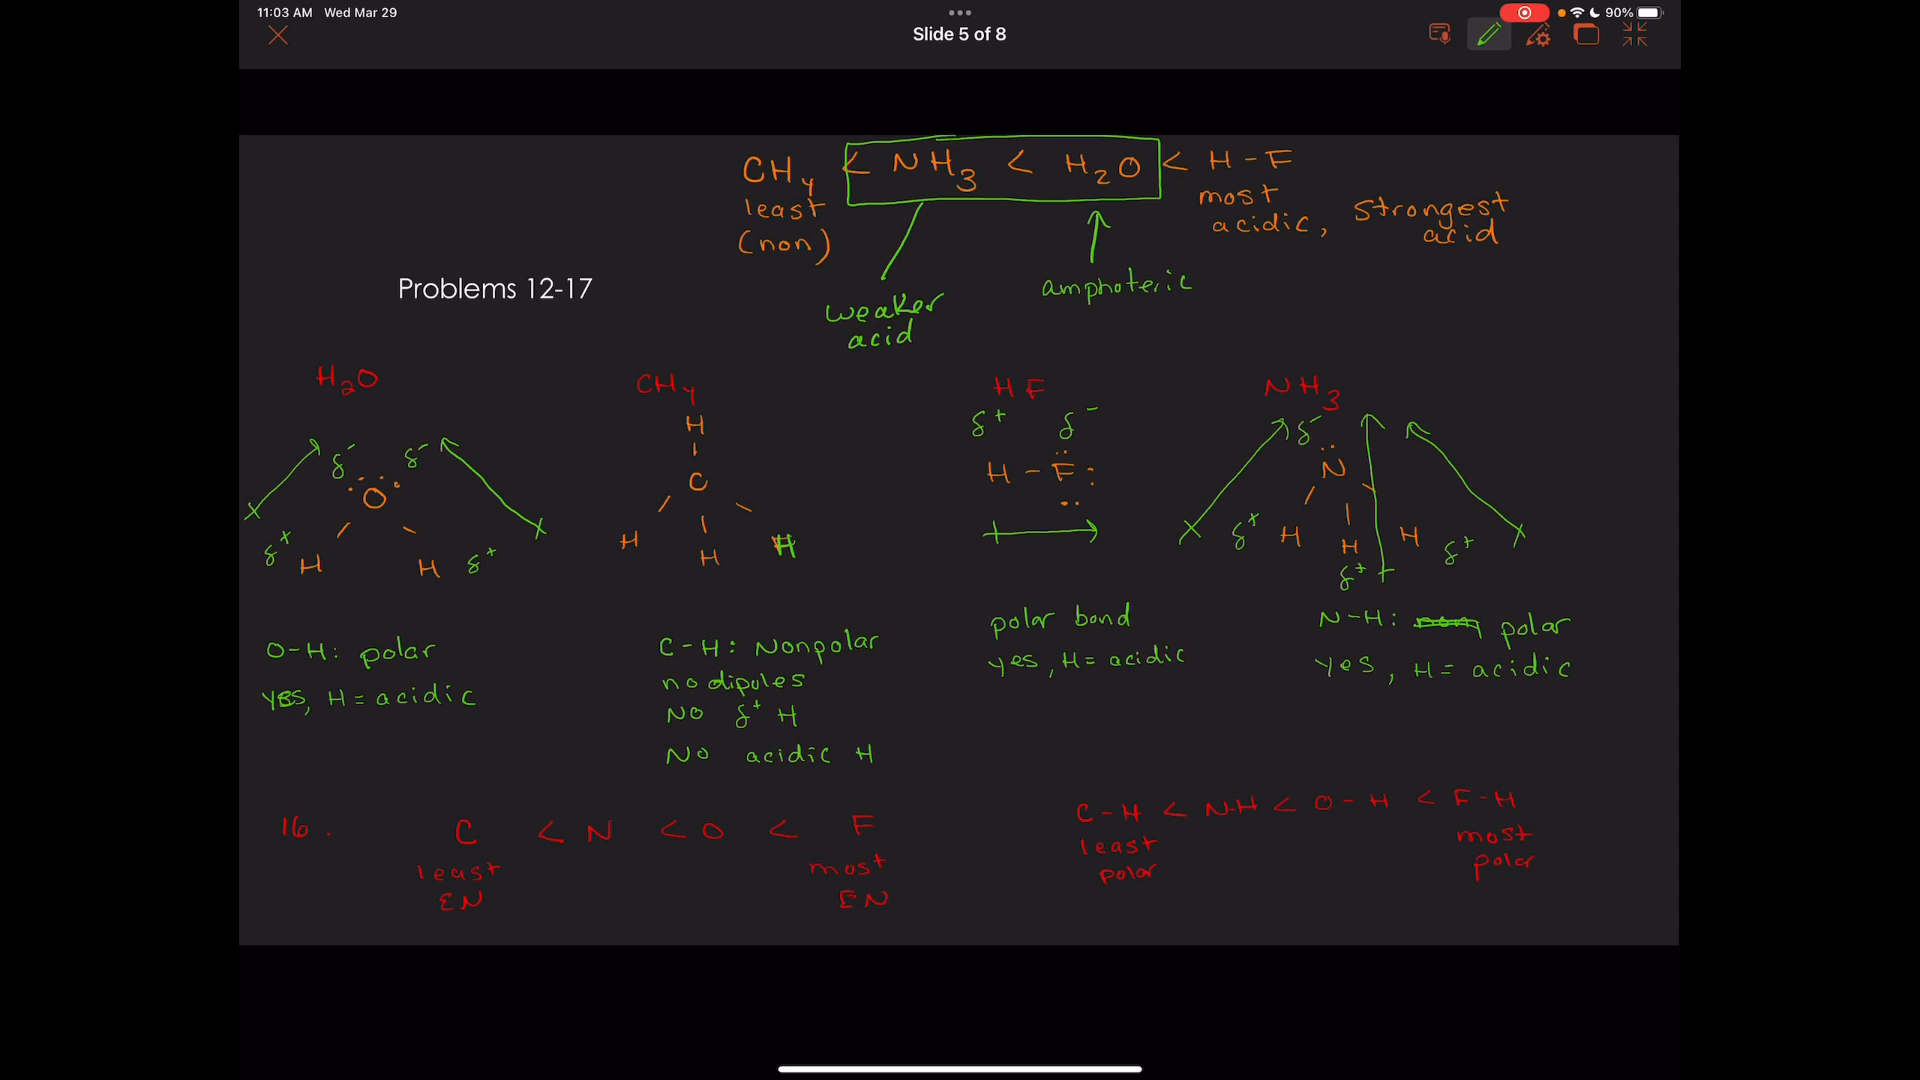 11:03 AM Wed Mar 29
90%
Slide 5 of 8
CH4 < NH3 < H2O < H-F
least
(non)
most
acidic, strongest
acid
weaker
acid
amphoteric
Problems 12-17
H2O
δ- δ-
O
δ+ H H δ+
O-H: polar
yes, H = acidic
CH4
H
C
H H H
C-H: Nonpolar
no dipoles
No δ+ H
No acidic H
HF
δ+ δ-
H-F
polar bond
yes, H = acidic
NH3
δ-
N
δ+ H H H δ+
δ+
N-H: non polar
yes, H = acidic
16. C < N < O < F
least
EN
most
EN
C-H < N-H < O-H < F-H
least
polar
most
polar